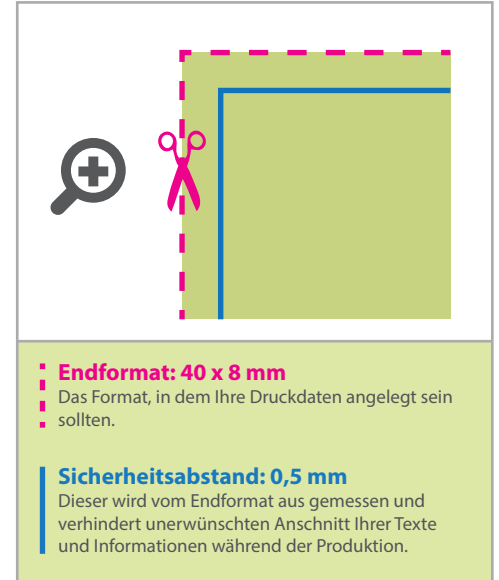 Endformat: 40 x 8 mm
Das Format, in dem Ihre Druckdaten angelegt sein
sollten.
Sicherheitsabstand: 0,5 mm
Dieser wird vom Endformat aus gemessen und
verhindert unerwünschten Anschnitt Ihrer Texte
und Informationen während der Produktion.